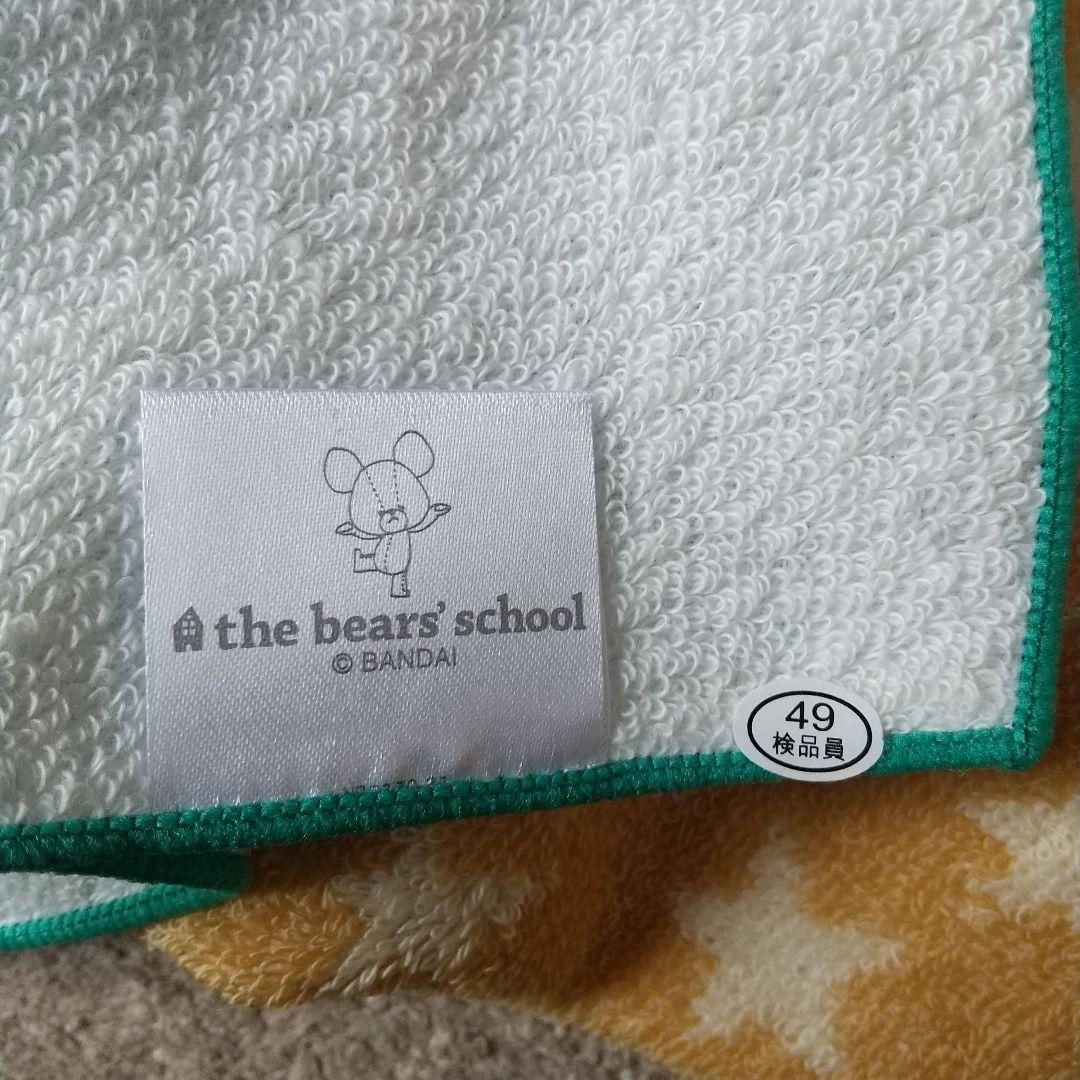 the bears' school
© BANDAI
49
検品員